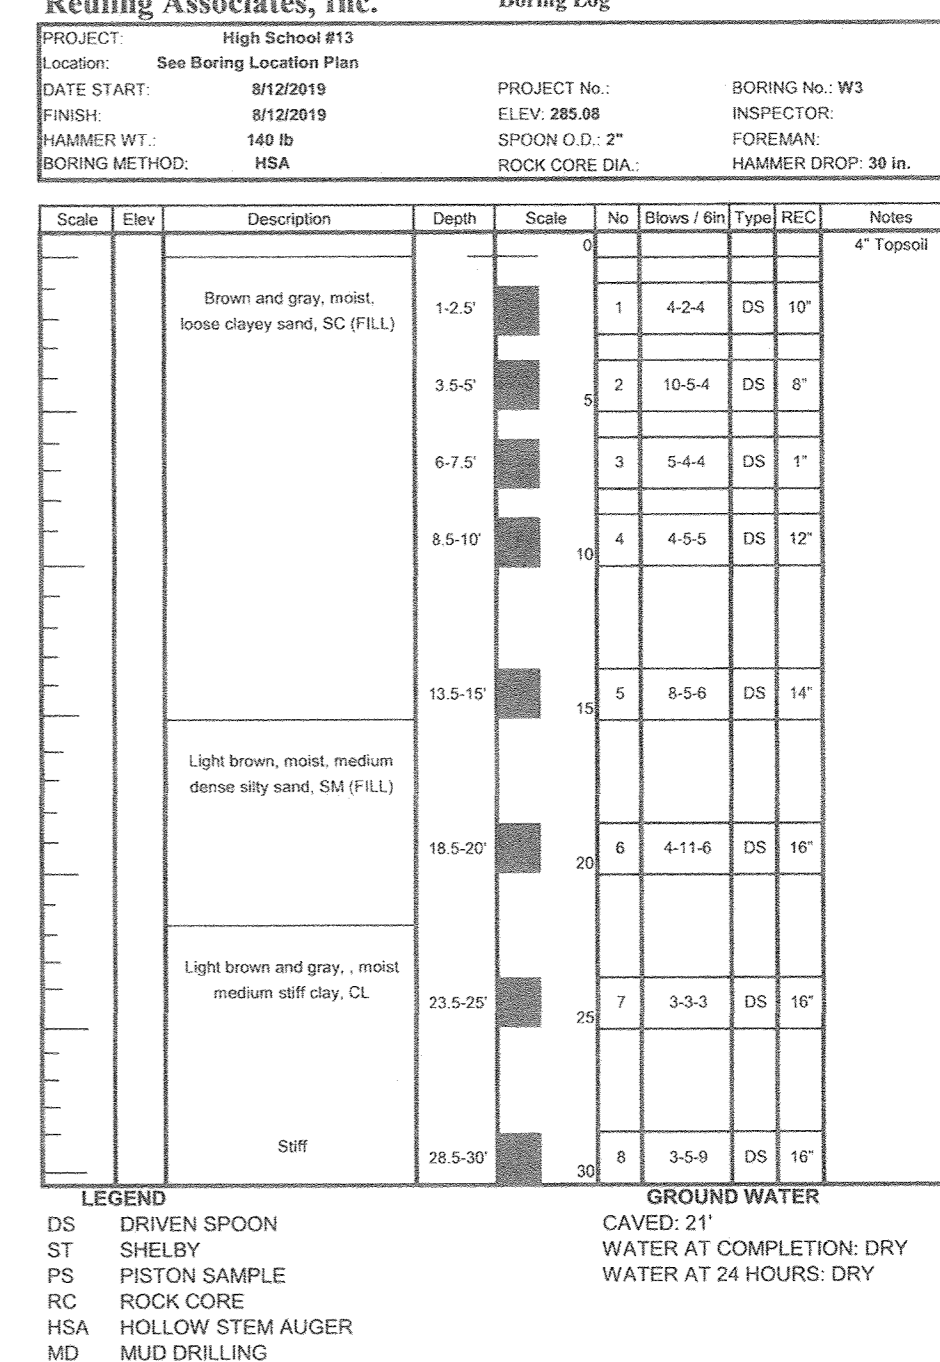 Reuling Associates, Inc. Boring Log
PROJECT: High School #13
Location: See Boring Location Plan
DATE START: 8/12/2019 PROJECT No.: BORING No.: W3
FINISH: 8/12/2019 ELEV: 285.08 INSPECTOR:
HAMMER WT.: 140 lb SPOON O.D.: 2" FOREMAN:
BORING METHOD: HSA ROCK CORE DIA.: HAMMER DROP: 30 in.
Scale Elev Description Depth Scale No Blows / 6in Type REC Notes
0 4" Topsoil
Brown and gray, moist,
loose clayey sand, SC (FILL)
1-2.5' 1 4-2-4 DS 10"
3.5-5' 5 2 10-5-4 DS 8"
6-7.5' 3 5-4-4 DS 1"
8.5-10' 10 4 4-5-5 DS 12"
13.5-15' 15 5 8-5-6 DS 14"
Light brown, moist, medium
dense silty sand, SM (FILL)
18.5-20' 20 6 4-11-6 DS 16"
Light brown and gray, , moist
medium stiff clay, CL
23.5-25' 25 7 3-3-3 DS 16"
Stiff
28.5-30' 30 8 3-5-9 DS 16"
LEGEND GROUND WATER
DS DRIVEN SPOON CAVED: 21'
ST SHELBY WATER AT COMPLETION: DRY
PS PISTON SAMPLE WATER AT 24 HOURS: DRY
RC ROCK CORE
HSA HOLLOW STEM AUGER
MD MUD DRILLING